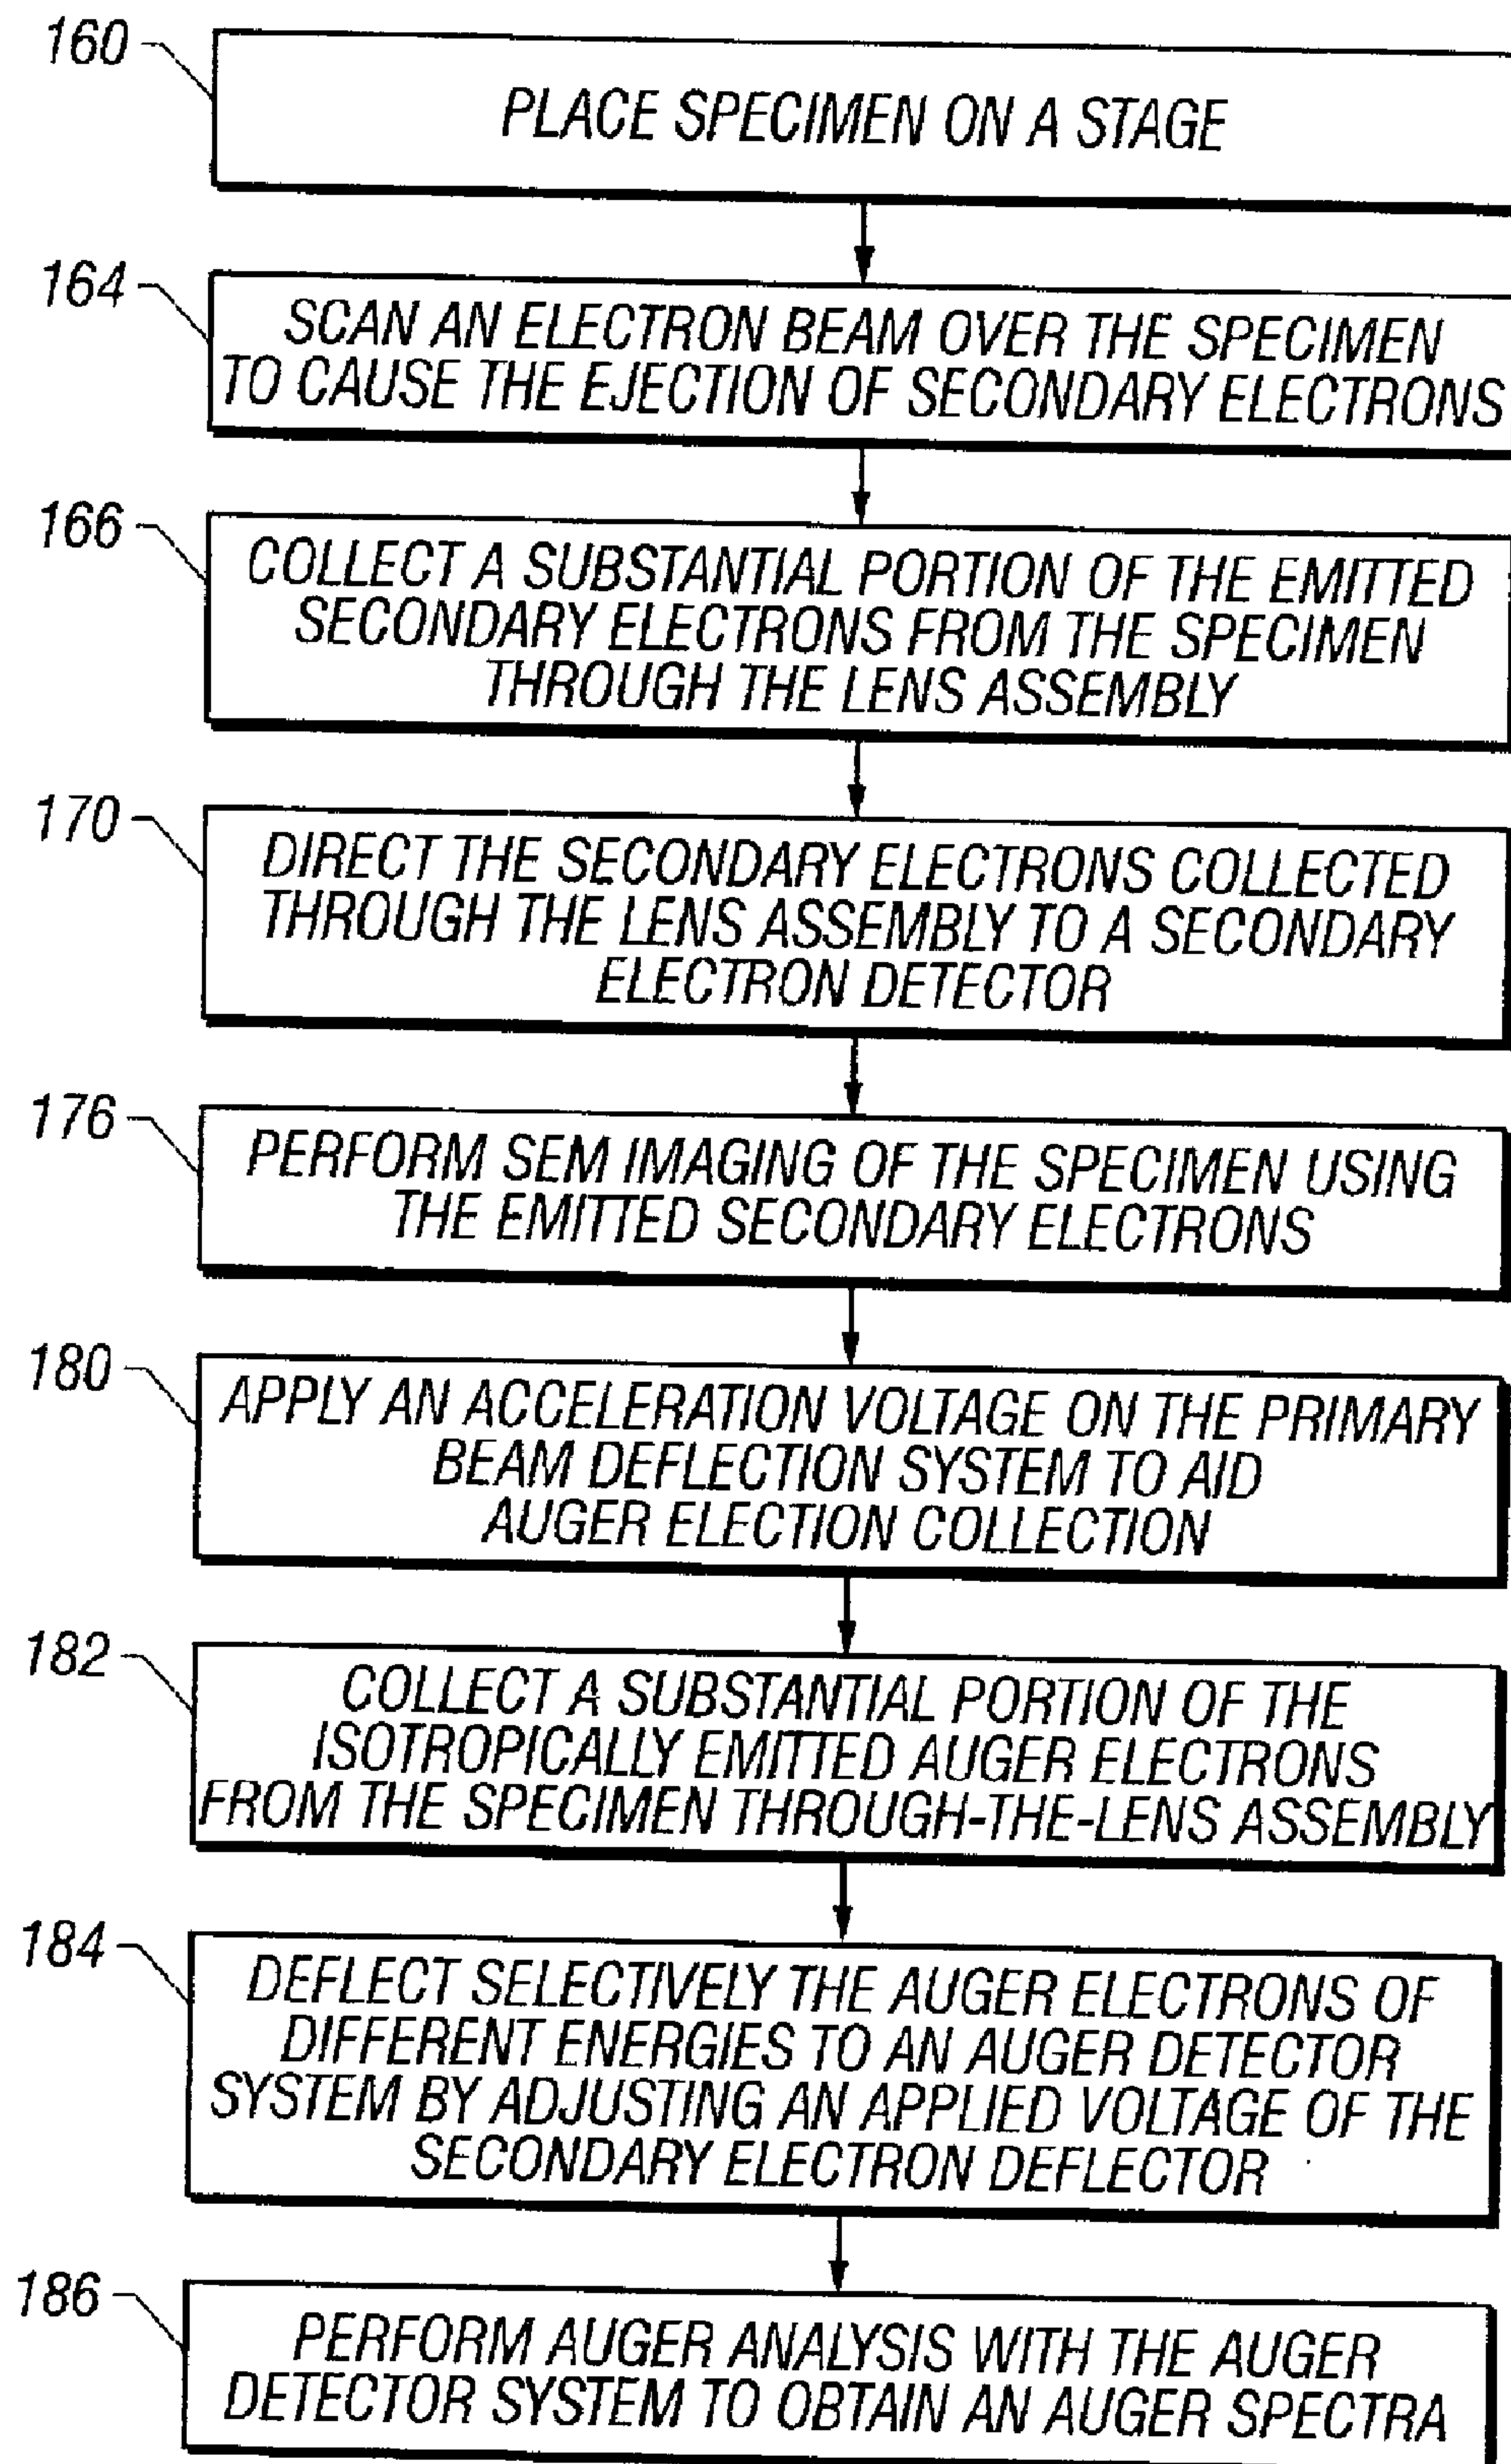 160
PLACE SPECIMEN ON A STAGE
164
SCAN AN ELECTRON BEAM OVER THE SPECIMEN
TO CAUSE THE EJECTION OF SECONDARY ELECTRONS
166
COLLECT A SUBSTANTIAL PORTION OF THE EMITTED
SECONDARY ELECTRONS FROM THE SPECIMEN
THROUGH THE LENS ASSEMBLY
170
DIRECT THE SECONDARY ELECTRONS COLLECTED
THROUGH THE LENS ASSEMBLY TO A SECONDARY
ELECTRON DETECTOR
176
PERFORM SEM IMAGING OF THE SPECIMEN USING
THE EMITTED SECONDARY ELECTRONS
180
APPLY AN ACCELERATION VOLTAGE ON THE PRIMARY
BEAM DEFLECTION SYSTEM TO AID
AUGER ELECTION COLLECTION
182
COLLECT A SUBSTANTIAL PORTION OF THE
ISOTROPICALLY EMITTED AUGER ELECTRONS
FROM THE SPECIMEN THROUGH-THE-LENS ASSEMBLY
184
DEFLECT SELECTIVELY THE AUGER ELECTRONS OF
DIFFERENT ENERGIES TO AN AUGER DETECTOR
SYSTEM BY ADJUSTING AN APPLIED VOLTAGE OF THE
SECONDARY ELECTRON DEFLECTOR
186
PERFORM AUGER ANALYSIS WITH THE AUGER
DETECTOR SYSTEM TO OBTAIN AN AUGER SPECTRA